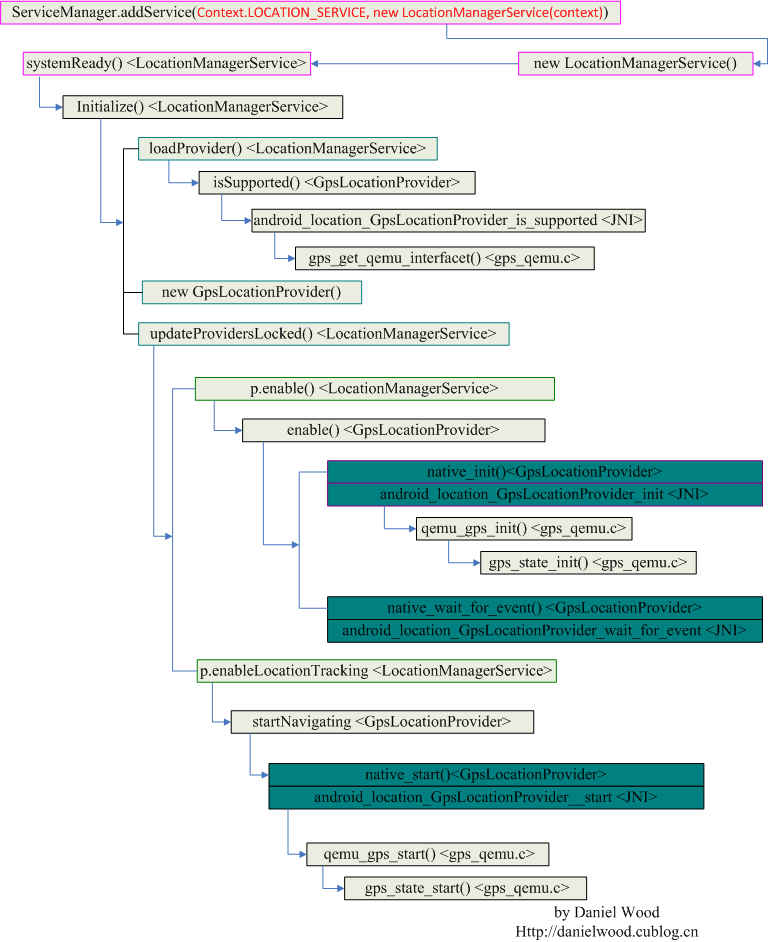 ServiceManager.addService(Context.LOCATION_SERVICE, new LocationManagerService(context))
systemReady() <LocationManagerService>
new LocationManagerService()
Initialize() <LocationManagerService>
loadProvider() <LocationManagerService>
isSupported() <GpsLocationProvider>
android_location_GpsLocationProvider_is_supported <JNI>
gps_get_qemu_interfacet() <gps_qemu.c>
new GpsLocationProvider()
updateProvidersLocked() <LocationManagerService>
p.enable() <LocationManagerService>
enable() <GpsLocationProvider>
native_init()<GpsLocationProvider>
android_location_GpsLocationProvider_init <JNI>
qemu_gps_init() <gps_qemu.c>
gps_state_init() <gps_qemu.c>
native_wait_for_event() <GpsLocationProvider>
android_location_GpsLocationProvider_wait_for_event <JNI>
p.enableLocationTracking <LocationManagerService>
startNavigating <GpsLocationProvider>
native_start()<GpsLocationProvider>
android_location_GpsLocationProvider__start <JNI>
qemu_gps_start() <gps_qemu.c>
gps_state_start() <gps_qemu.c>
by Daniel Wood
Http://danielwood.cublog.cn